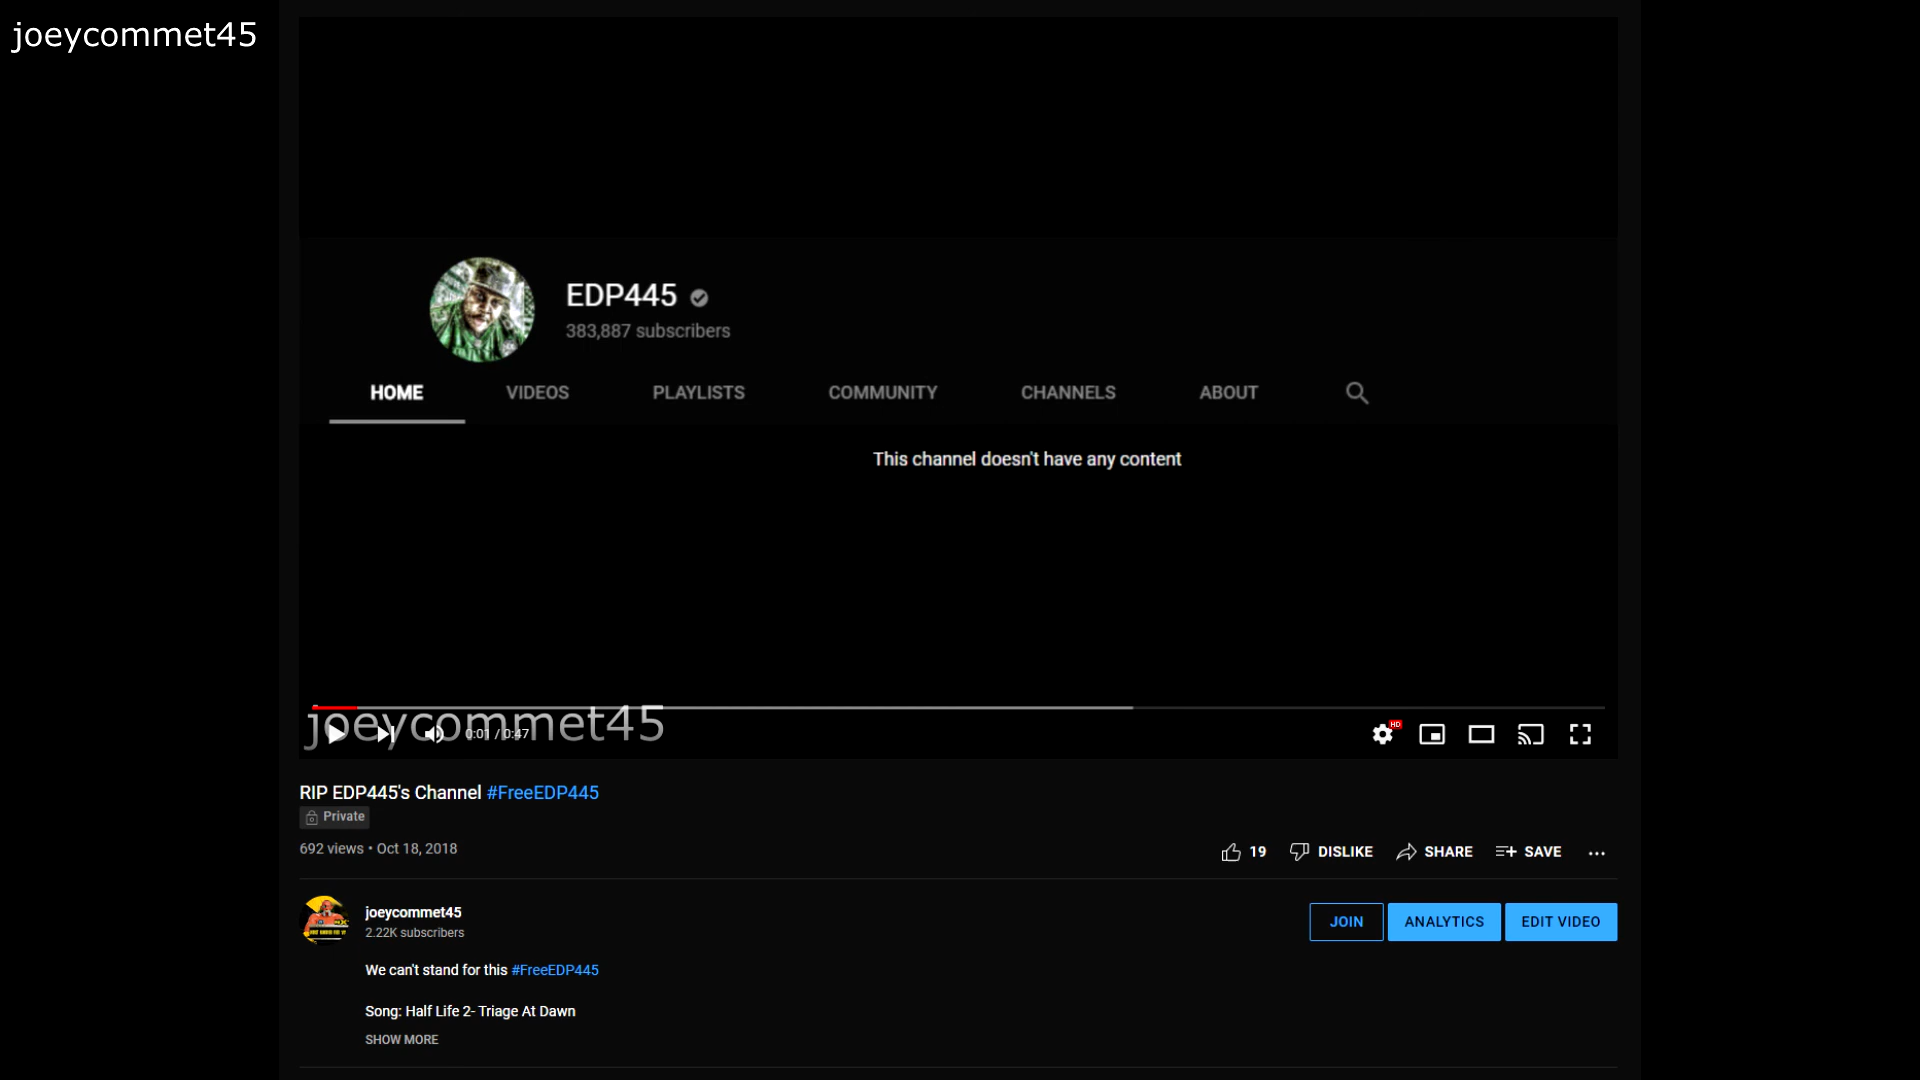 joeycommet45
EDP445
383,887 subscribers
HOME VIDEOS PLAYLISTS COMMUNITY CHANNELS ABOUT
This channel doesn't have any content
joeycommet45
0:01 / 0:47
HD
RIP EDP445's Channel #FreeEDP445
Private
692 views • Oct 18, 2018
19 DISLIKE SHARE SAVE
joeycommet45
2.22K subscribers
JOIN ANALYTICS EDIT VIDEO
We can't stand for this #FreeEDP445
Song: Half Life 2- Triage At Dawn
SHOW MORE